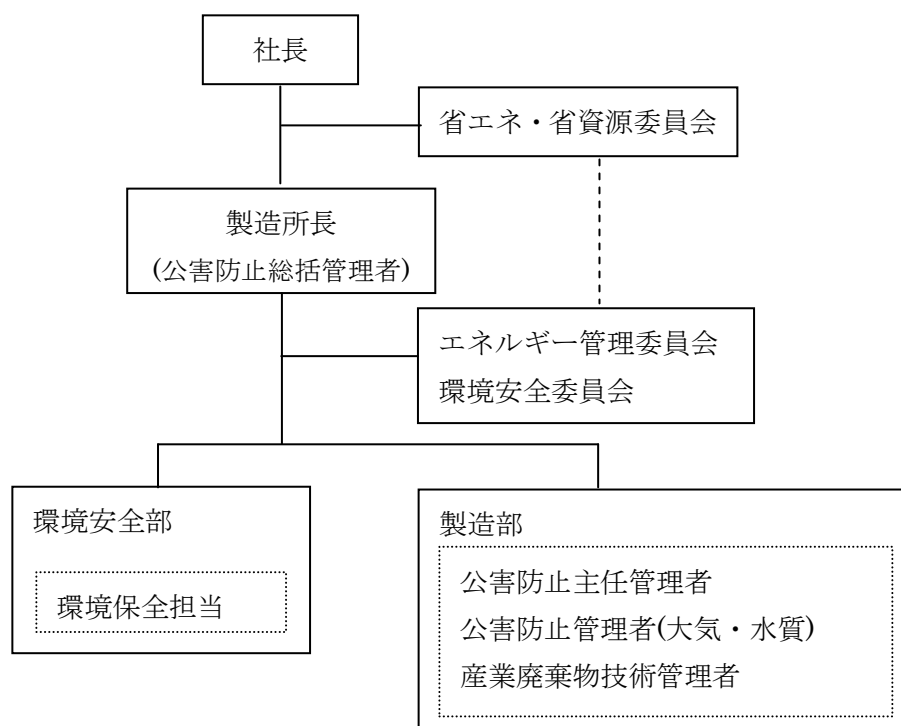 社長
省エネ・省資源委員会
製造所長
(公害防止総括管理者)
エネルギー管理委員会
環境安全委員会
環境安全部
環境保全担当
製造部
公害防止主任管理者
公害防止管理者(大気・水質)
産業廃棄物技術管理者